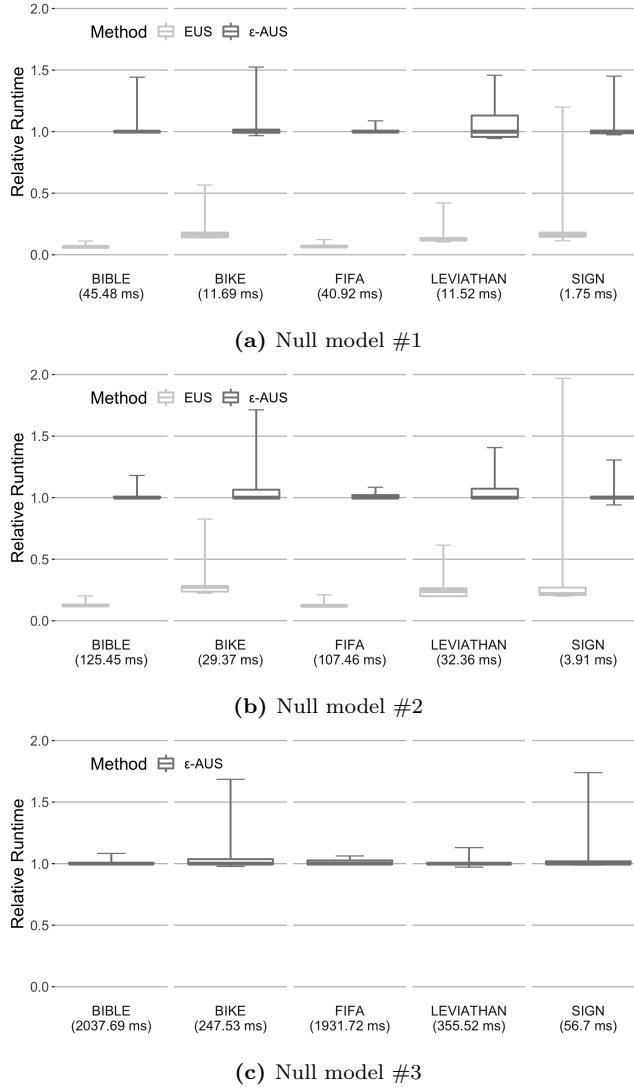 Method EUS ε-AUS
2.0
1.5
1.0
0.5
0.0
Relative Runtime
BIBLE BIKE FIFA LEVIATHAN SIGN
(45.48 ms) (11.69 ms) (40.92 ms) (11.52 ms) (1.75 ms)
(a) Null model #1
Method EUS ε-AUS
2.0
1.5
1.0
0.5
0.0
Relative Runtime
BIBLE BIKE FIFA LEVIATHAN SIGN
(125.45 ms) (29.37 ms) (107.46 ms) (32.36 ms) (3.91 ms)
(b) Null model #2
Method ε-AUS
2.0
1.5
1.0
0.5
0.0
Relative Runtime
BIBLE BIKE FIFA LEVIATHAN SIGN
(2037.69 ms) (247.53 ms) (1931.72 ms) (355.52 ms) (56.7 ms)
(c) Null model #3